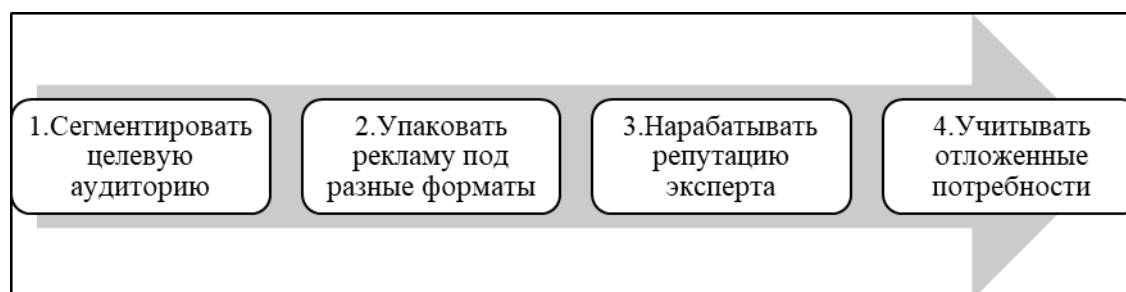 1.Сегментировать
целевую
аудиторию
2.Упаковать
рекламу под
разные форматы
3.Нарабатывать
репутацию
эксперта
4.Учитывать
отложенные
потребности